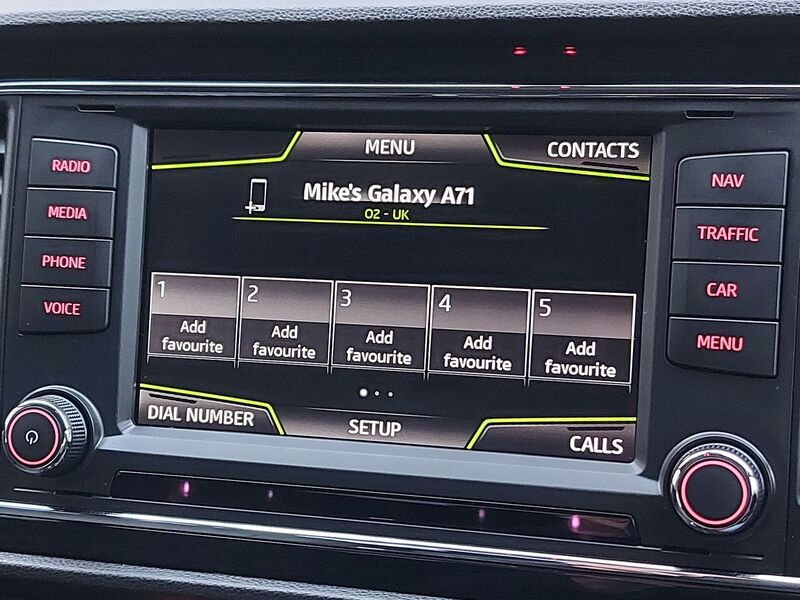 RADIO
MEDIA
PHONE
VOICE
MENU
CONTACTS
Mike's Galaxy A71
O2 - UK
1
Add
favourite
2
Add
favourite
3
Add
favourite
4
Add
favourite
5
Add
favourite
DIAL NUMBER
SETUP
CALLS
NAV
TRAFFIC
CAR
MENU